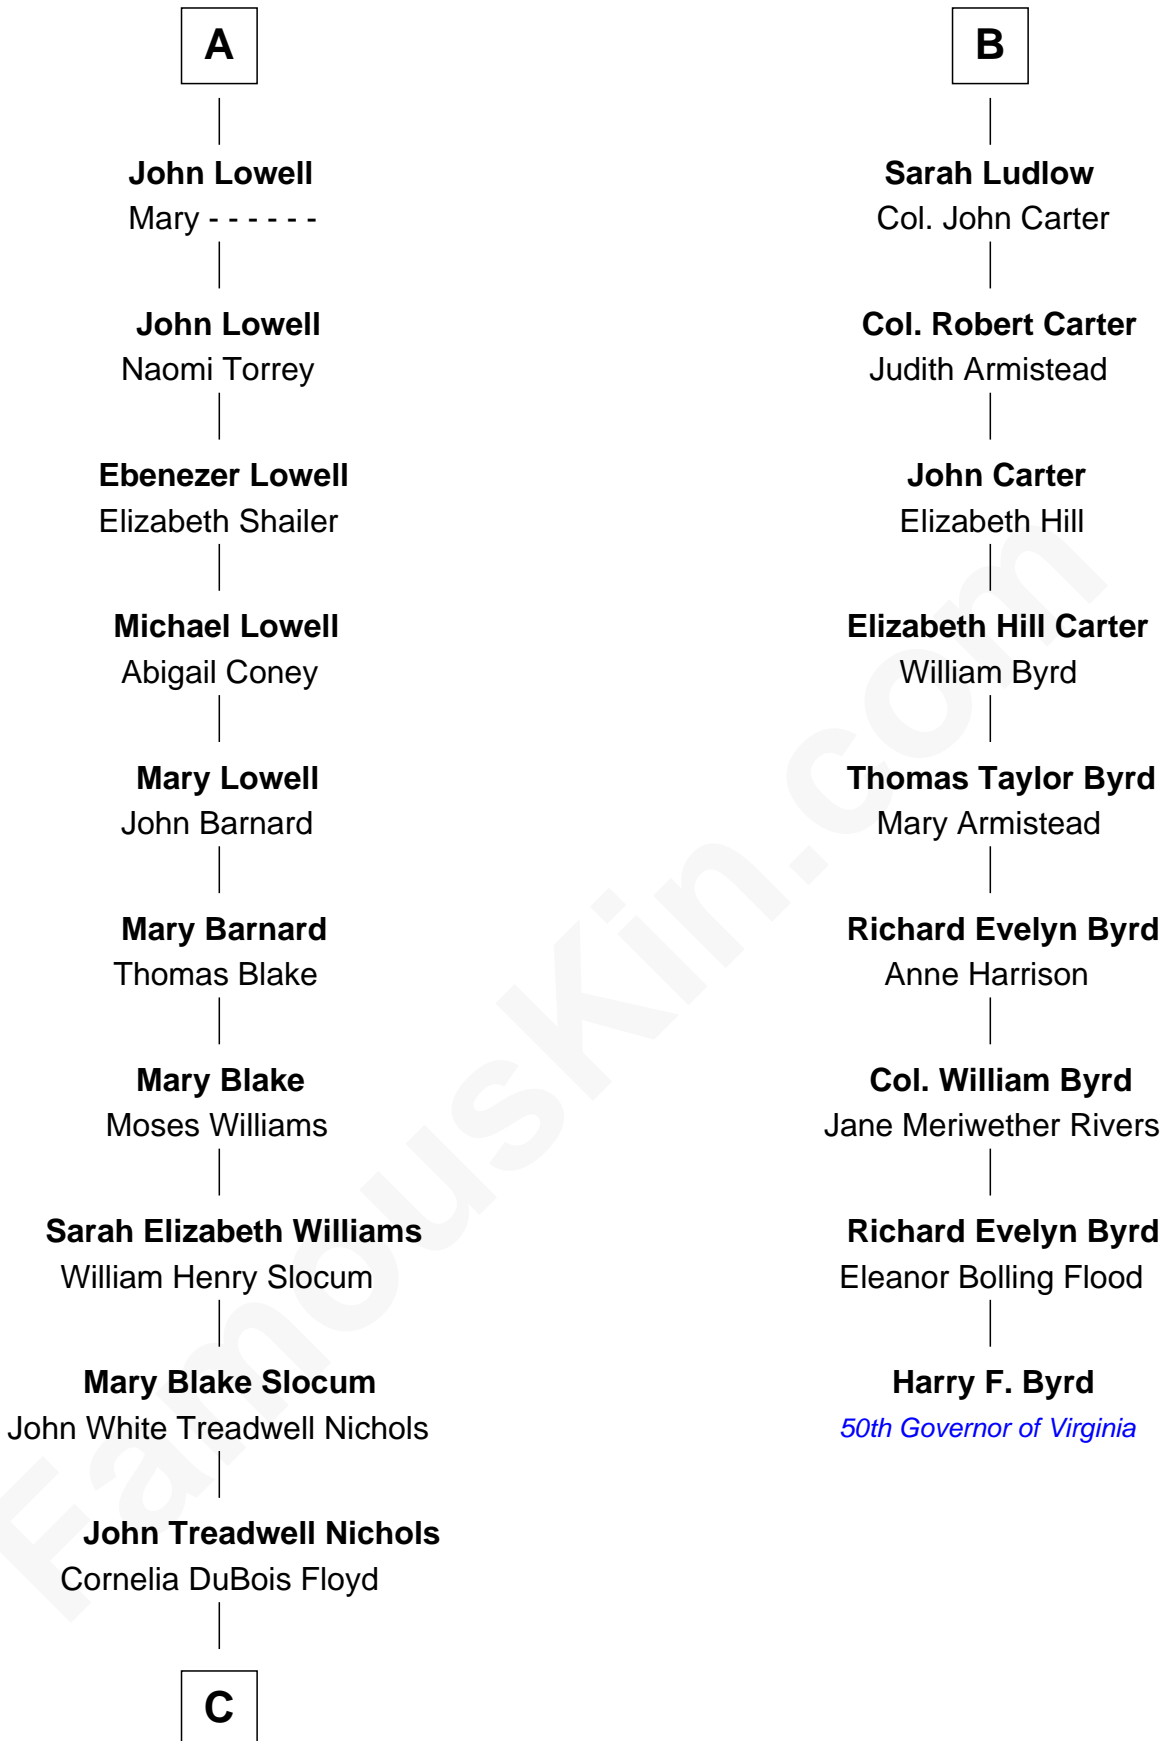 A
John Lowell
Mary - - - - - -
John Lowell
Naomi Torrey
Ebenezer Lowell
Elizabeth Shailer
Michael Lowell
Abigail Coney
Mary Lowell
John Barnard
Mary Barnard
Thomas Blake
Mary Blake
Moses Williams
Sarah Elizabeth Williams
William Henry Slocum
Mary Blake Slocum
John White Treadwell Nichols
John Treadwell Nichols
Cornelia DuBois Floyd
C
B
Sarah Ludlow
Col. John Carter
Col. Robert Carter
Judith Armistead
John Carter
Elizabeth Hill
Elizabeth Hill Carter
William Byrd
Thomas Taylor Byrd
Mary Armistead
Richard Evelyn Byrd
Anne Harrison
Col. William Byrd
Jane Meriwether Rivers
Richard Evelyn Byrd
Eleanor Bolling Flood
Harry F. Byrd
50th Governor of Virginia
FamousKin.com